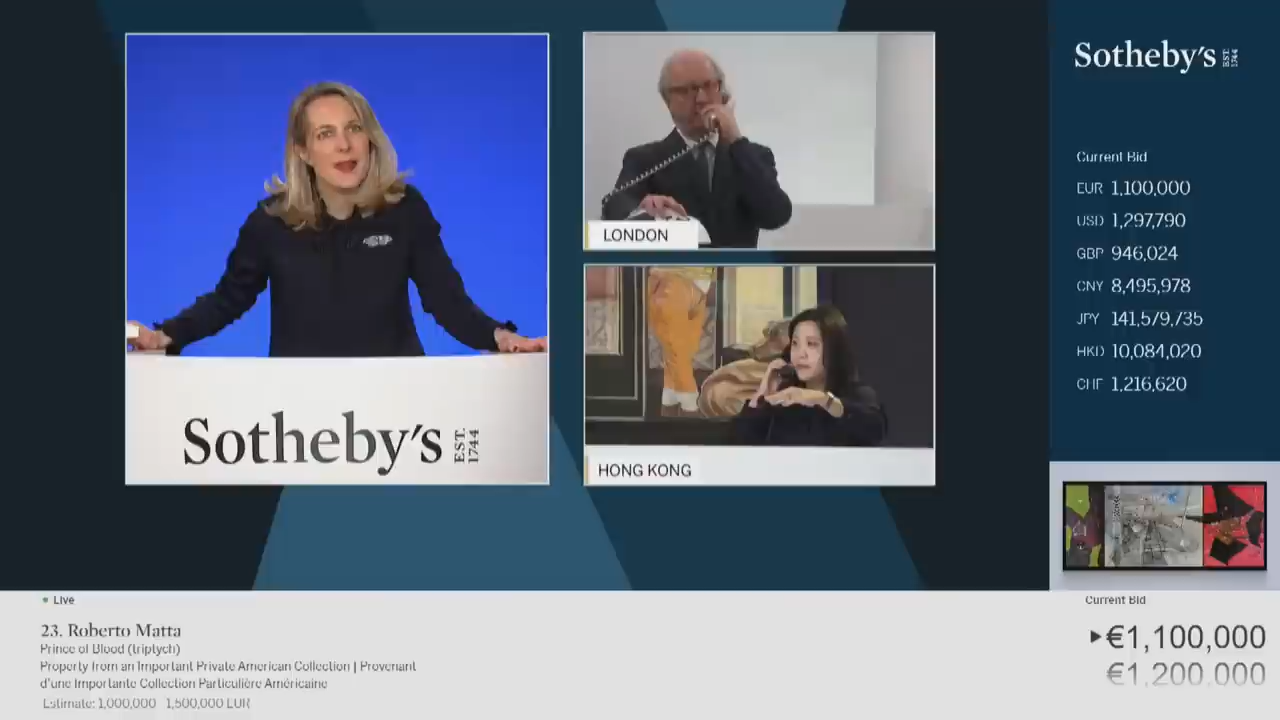 Sotheby's EST. 1744
LONDON
HONG KONG
Sotheby's EST. 1744
Current Bid
EUR 1,100,000
USD 1,297,790
GBP 946,024
CNY 8,495,978
JPY 141,579,735
HKD 10,084,020
CHF 1,216,620
Live
23. Roberto Matta
Prince of Blood (triptych)
Property from an Important Private American Collection | Provenant
d'une Importante Collection Particulière Américaine
Estimate: 1,000,000 - 1,500,000 EUR
Current Bid
€1,100,000
€1,200,000